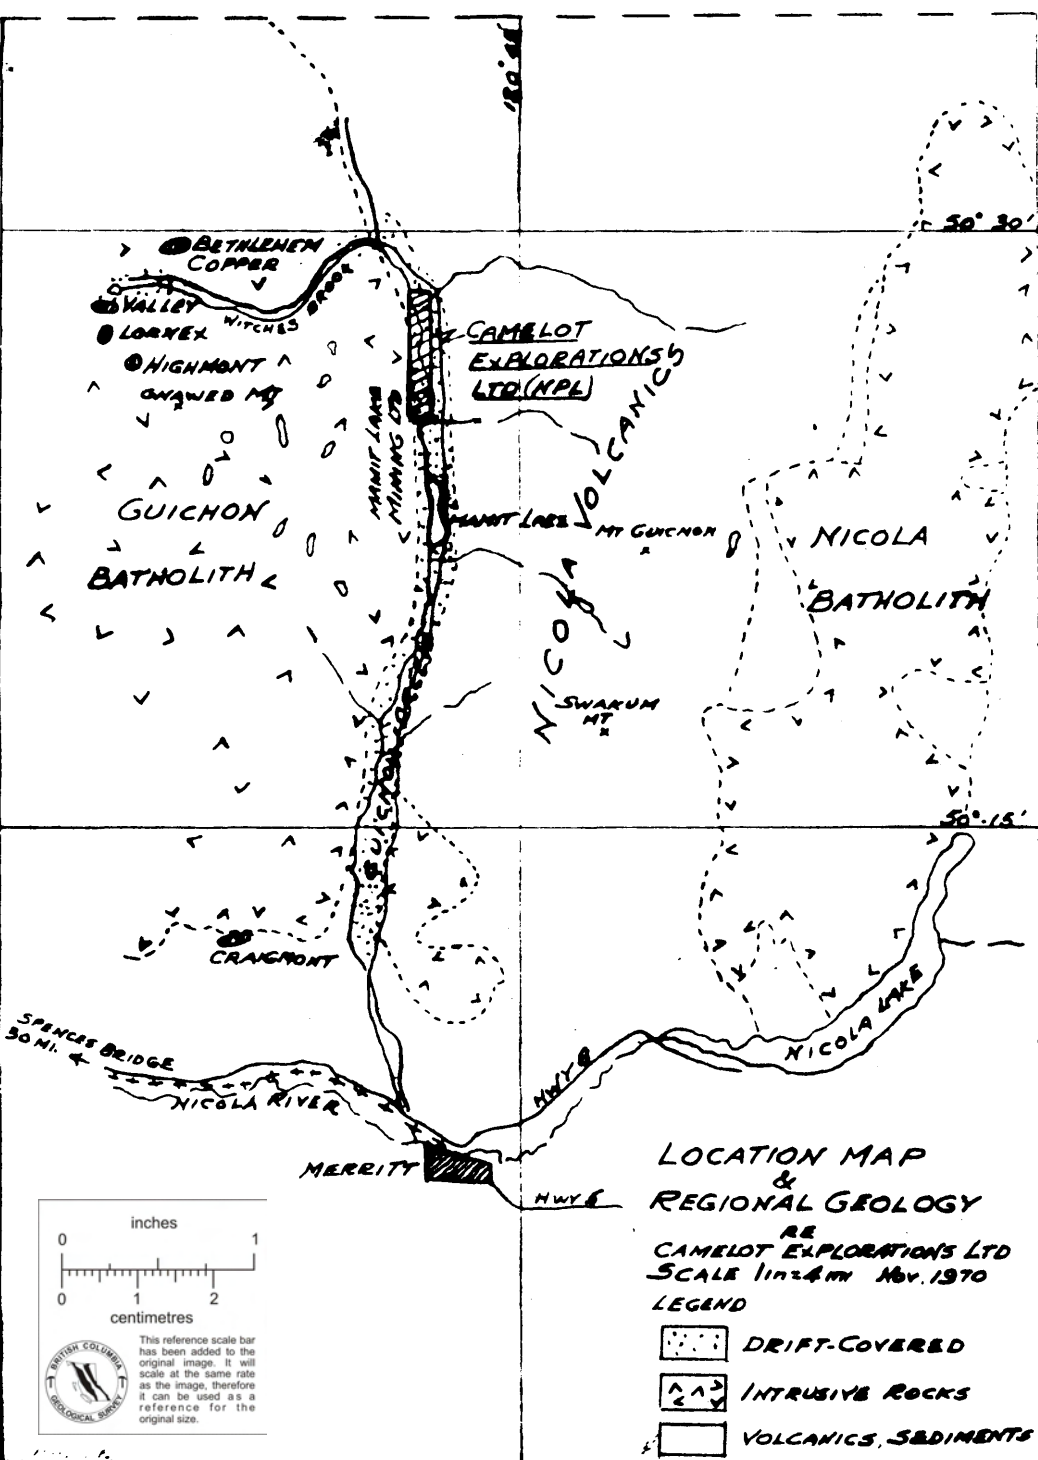 50° 30'
BETHLEHEM
COPPER
VALLEY
WITCHES BROOK
LORNEX
HIGHMONT
GNAWED MT
CAMELOT
EXPLORATIONS
LTD (NPL)
MAMIT LAKE
MINING LTD
GUICHON
BATHOLITH
MAMIT LAKE
MT GUICHON
NICOLA VOLCANICS
NICOLA
BATHOLITH
SWAKUM
MT
GUICHON CREEK
50°·15'
CRAIGMONT
SPENCES BRIDGE
30 MI.
NICOLA RIVER
HWY 8
NICOLA LAKE
MERRITT
LOCATION MAP
&
REGIONAL GEOLOGY
RE
CAMELOT EXPLORATIONS LTD
SCALE 1in=4mi Nov. 1970
LEGEND
DRIFT-COVERED
INTRUSIVE ROCKS
VOLCANICS, SEDIMENTS
inches
0 1
0 1 2
centimetres
BRITISH COLUMBIA
GEOLOGICAL SURVEY
This reference scale bar
has been added to the
original image. It will
scale at the same rate
as the image, therefore
it can be used as a
reference for the
original size.